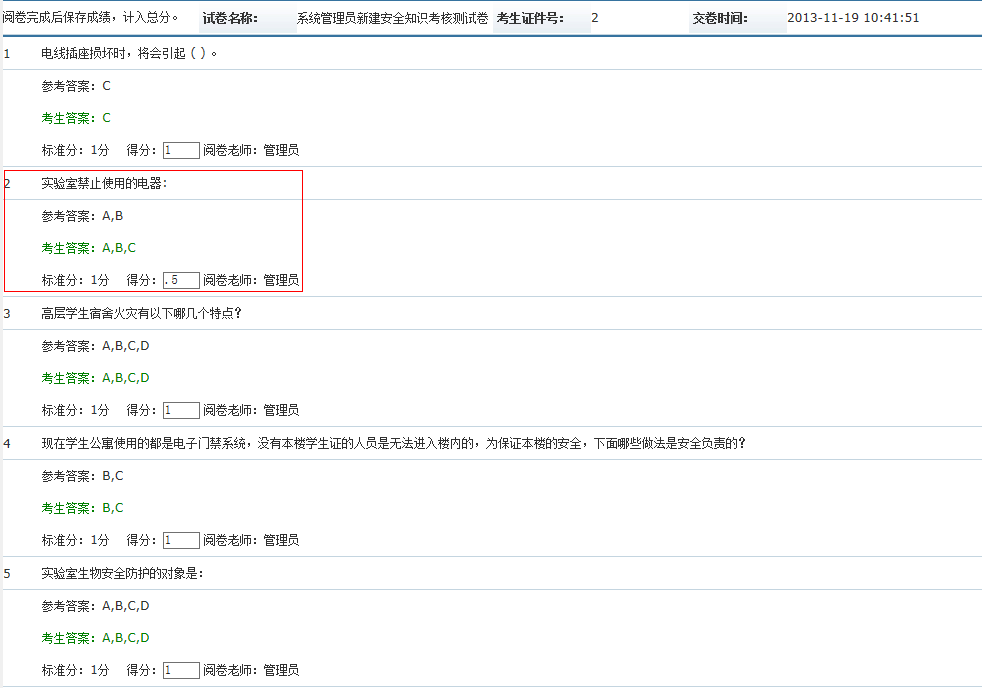 阅卷完成后保存成绩，计入总分。 试卷名称： 系统管理员新建安全知识考核测试卷 考生证件号： 2 交卷时间： 2013-11-19 10:41:51
1 电线插座损坏时，将会引起（ ）。
参考答案：C
考生答案：C
标准分：1分 得分：1 阅卷老师：管理员
2 实验室禁止使用的电器：
参考答案：A,B
考生答案：A,B,C
标准分：1分 得分：.5 阅卷老师：管理员
3 高层学生宿舍火灾有以下哪几个特点？
参考答案：A,B,C,D
考生答案：A,B,C,D
标准分：1分 得分：1 阅卷老师：管理员
4 现在学生公寓使用的都是电子门禁系统，没有本楼学生证的人员是无法进入楼内的，为保证本楼的安全，下面哪些做法是安全负责的？
参考答案：B,C
考生答案：B,C
标准分：1分 得分：1 阅卷老师：管理员
5 实验室生物安全防护的对象是：
参考答案：A,B,C,D
考生答案：A,B,C,D
标准分：1分 得分：1 阅卷老师：管理员